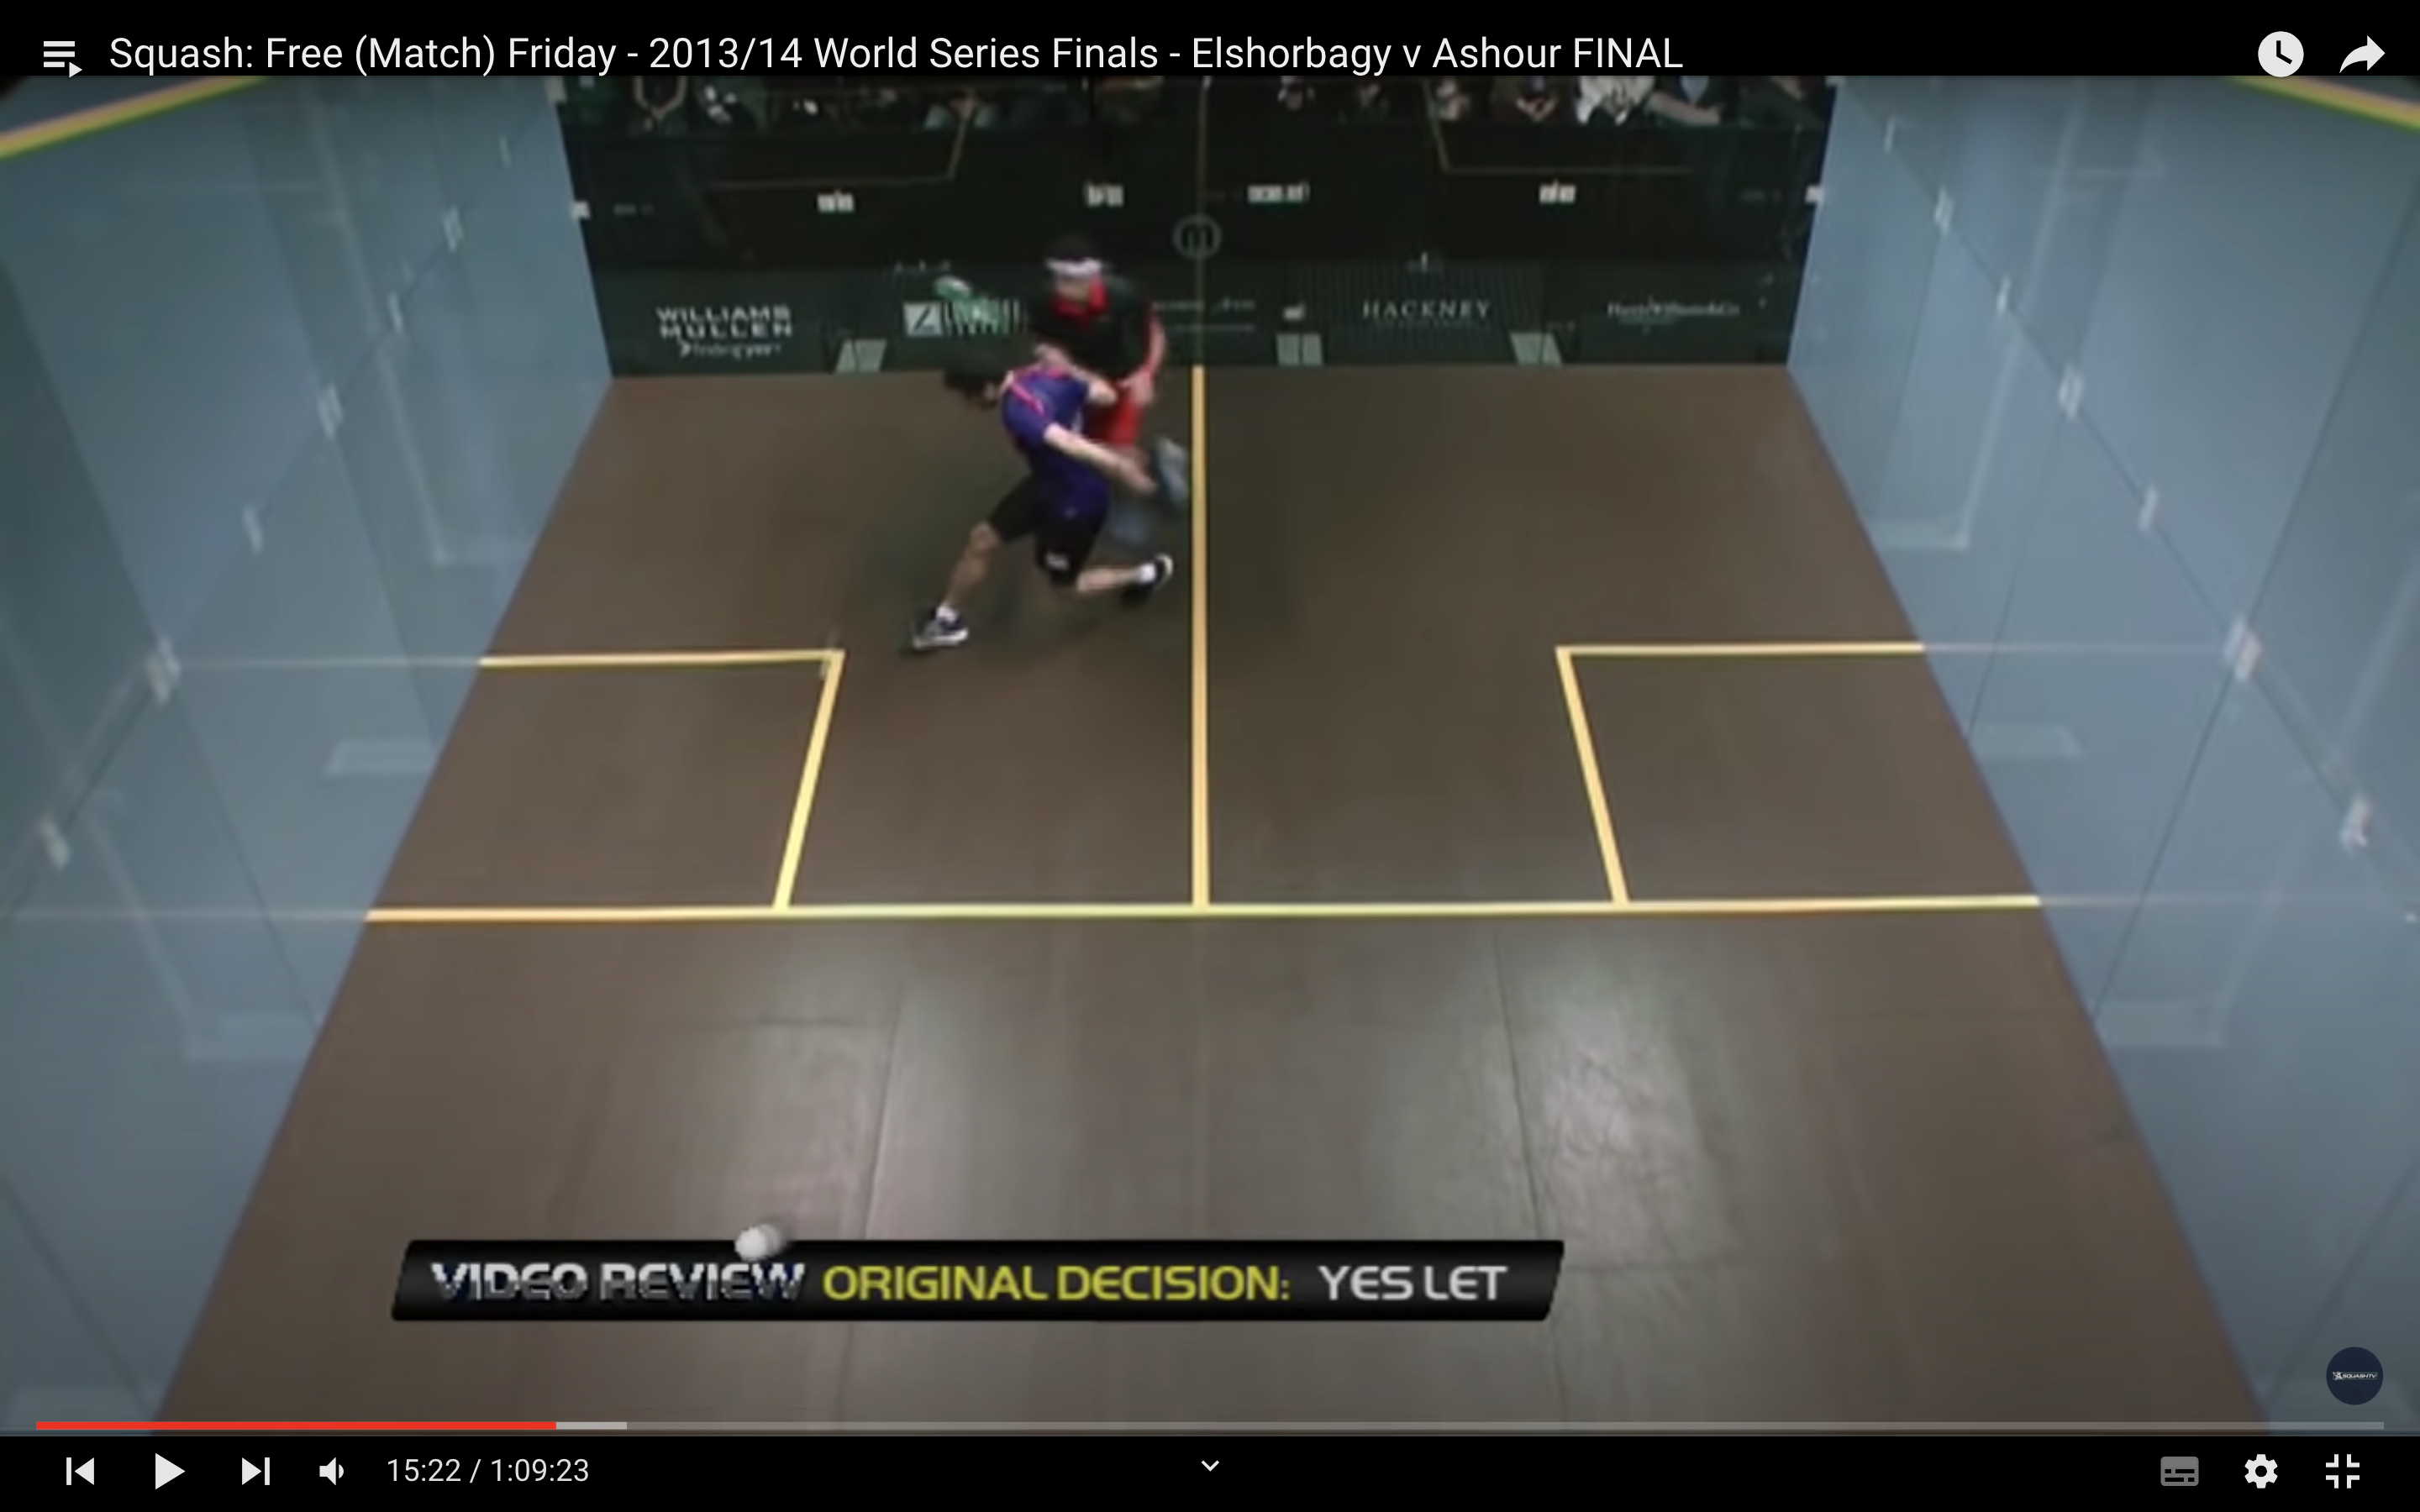 Squash: Free (Match) Friday - 2013/14 World Series Finals - Elshorbagy v Ashour FINAL
WILLIAMS
MULLEN
HACKNEY
VIDEO REVIEW ORIGINAL DECISION: YES LET
SQUASHTV
15:22 / 1:09:23